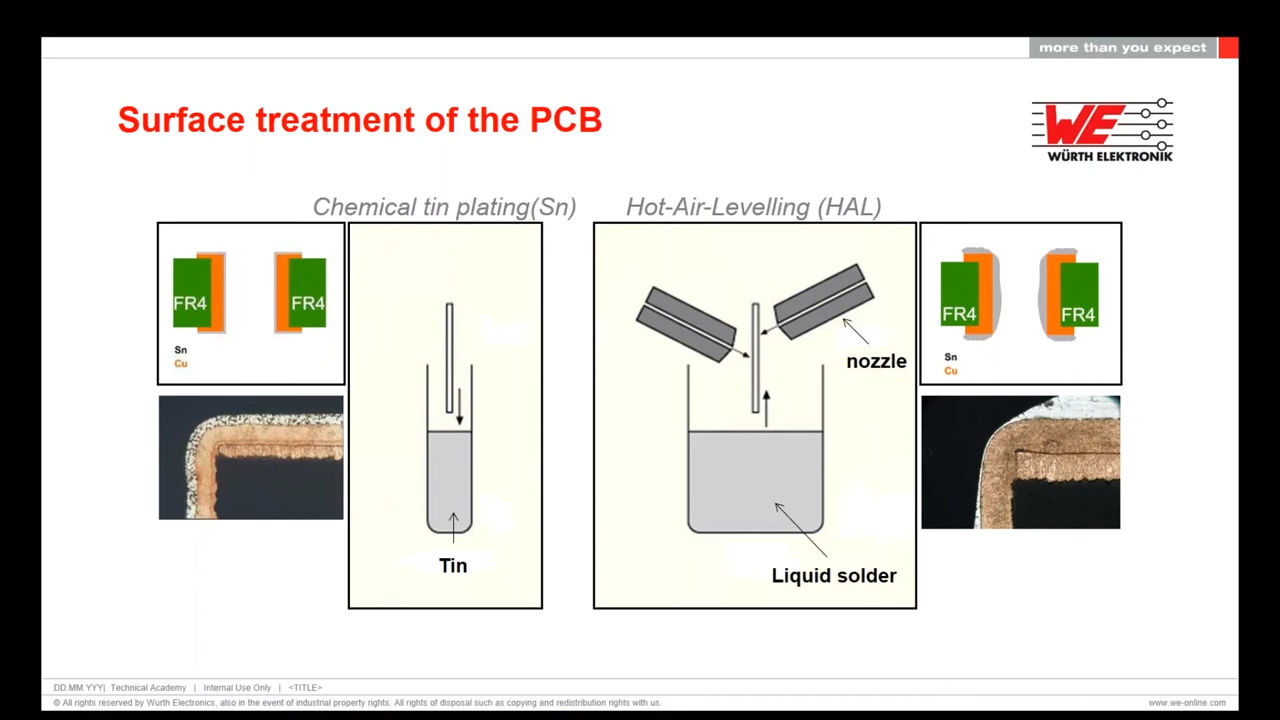 more than you expect
Surface treatment of the PCB
WE
WÜRTH ELEKTRONIK
Chemical tin plating(Sn)
Hot-Air-Levelling (HAL)
FR4
FR4
Sn
Cu
Tin
nozzle
Liquid solder
FR4
FR4
Sn
Cu
DD.MM.YYY| Technical Academy | Internal Use Only | <TITLE>
© All rights reserved by Wurth Electronics, also in the event of industrial property rights. All rights of disposal such as copying and redistribution rights with us.
www.we-online.com